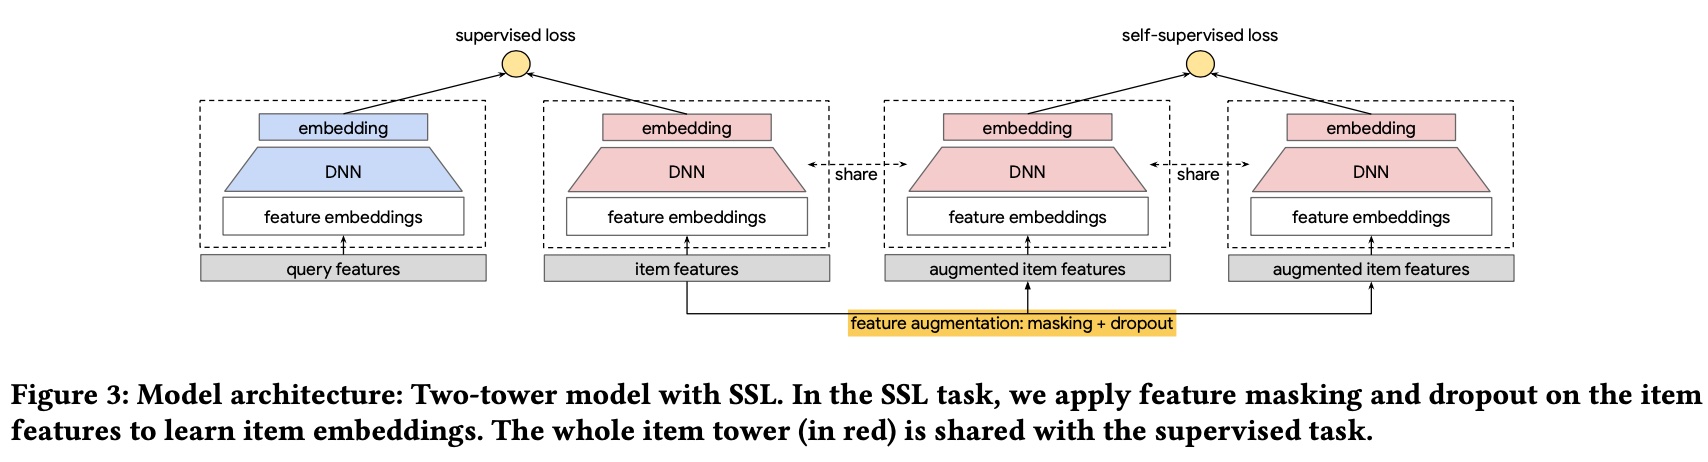 supervised loss
self-supervised loss
embedding
embedding
embedding
embedding
DNN
DNN
share
DNN
share
DNN
feature embeddings
feature embeddings
feature embeddings
feature embeddings
query features
item features
augmented item features
augmented item features
feature augmentation: masking + dropout
Figure 3: Model architecture: Two-tower model with SSL. In the SSL task, we apply feature masking and dropout on the item
features to learn item embeddings. The whole item tower (in red) is shared with the supervised task.